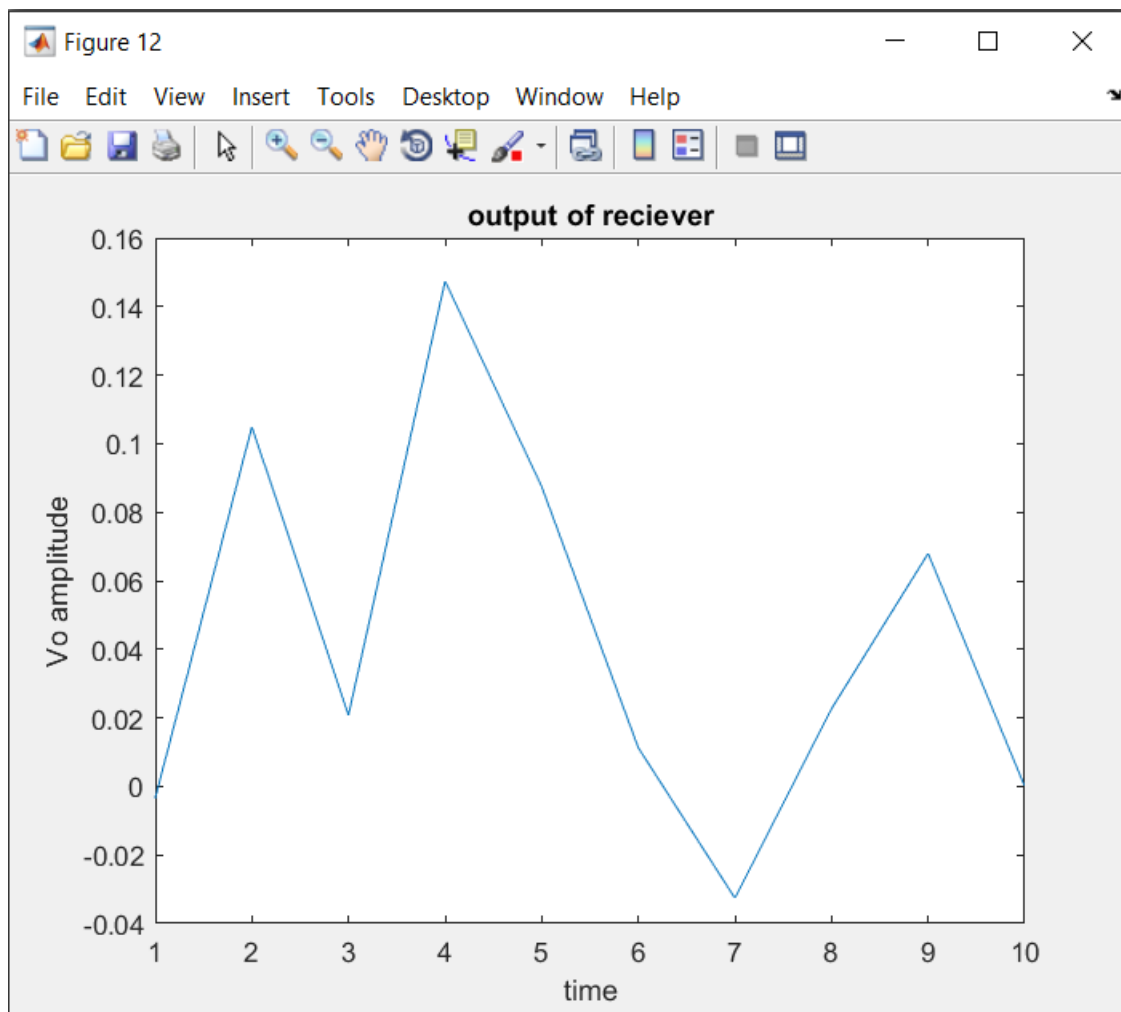 Figure 12
File Edit View Insert Tools Desktop Window Help
output of reciever
0.16
0.14
0.12
0.1
0.08
0.06
0.04
0.02
0
-0.02
-0.04
Vo amplitude
1 2 3 4 5 6 7 8 9 10
time